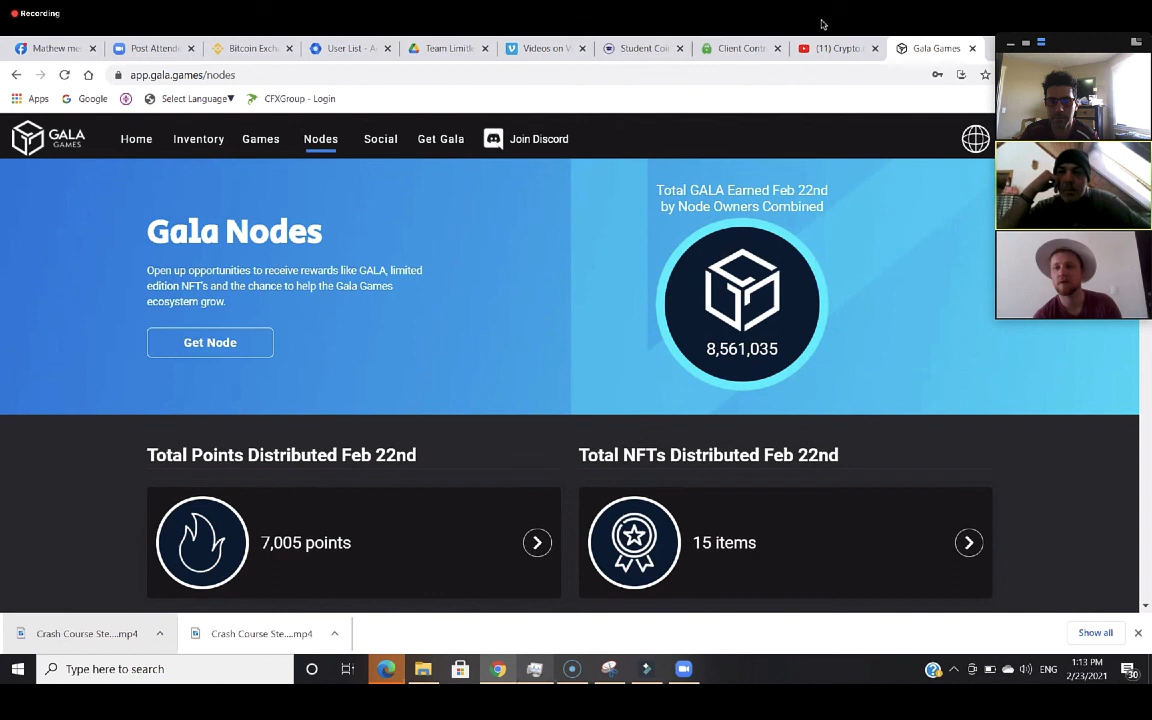 Recording
Mathew me
Post Attend
Bitcoin Exch
User List - A
Team Limitle
Videos on V
Student Coi
Client Contr
(11) Crypto.
Gala Games
app.gala.games/nodes
Apps
Google
Select Language▼
CFXGroup - Login
GALA
GAMES
Home
Inventory
Games
Nodes
Social
Get Gala
Join Discord
Gala Nodes
Open up opportunities to receive rewards like GALA, limited
edition NFT's and the chance to help the Gala Games
ecosystem grow.
Get Node
Total GALA Earned Feb 22nd
by Node Owners Combined
8,561,035
Total Points Distributed Feb 22nd
7,005 points
Total NFTs Distributed Feb 22nd
15 items
Crash Course Ste....mp4
Crash Course Ste....mp4
Show all
Type here to search
ENG
1:13 PM
2/23/2021
30